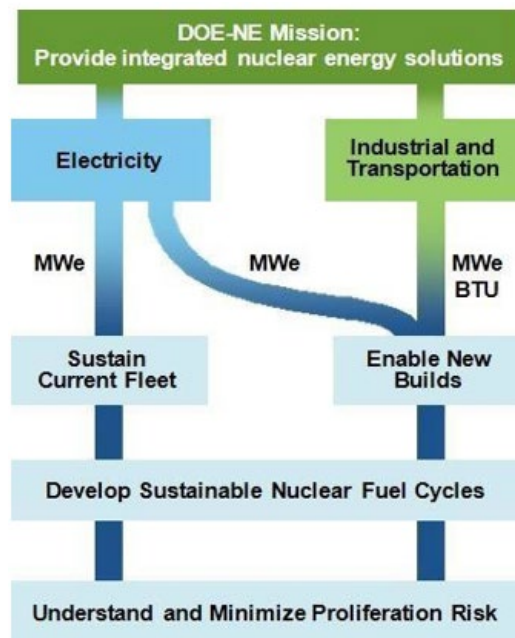 DOE-NE Mission:
Provide integrated nuclear energy solutions
Electricity
Industrial and
Transportation
MWe
MWe
MWe
BTU
Sustain
Current Fleet
Enable New
Builds
Develop Sustainable Nuclear Fuel Cycles
Understand and Minimize Proliferation Risk